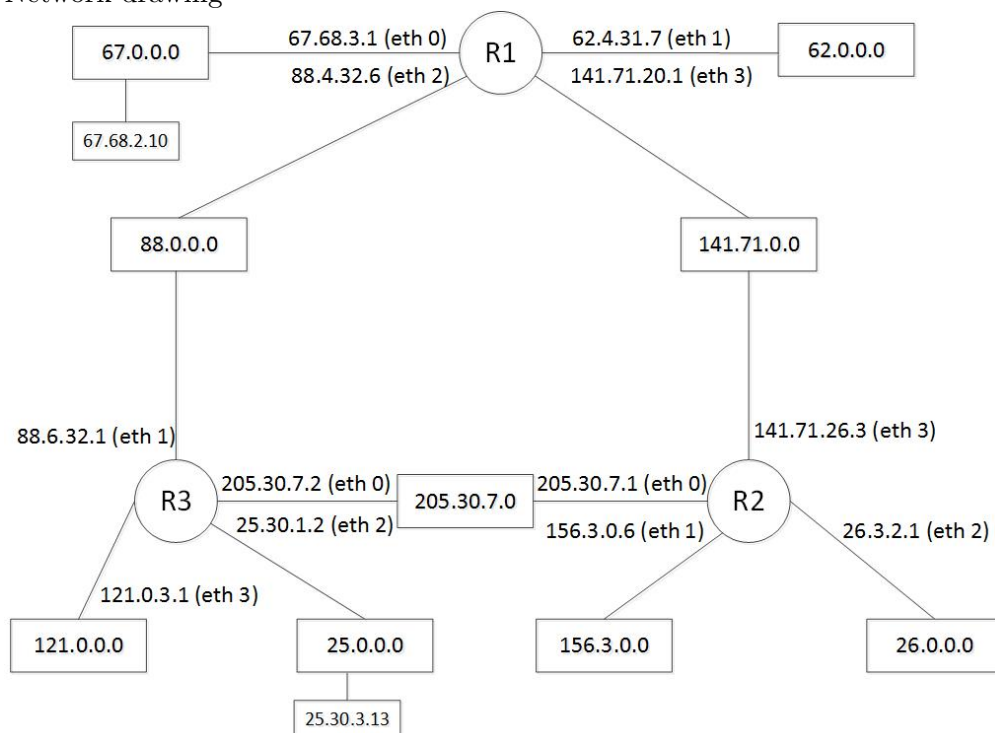 Network drawing
67.0.0.0
67.68.3.1 (eth 0)
R1
62.4.31.7 (eth 1)
62.0.0.0
88.4.32.6 (eth 2)
141.71.20.1 (eth 3)
67.68.2.10
88.0.0.0
141.71.0.0
88.6.32.1 (eth 1)
141.71.26.3 (eth 3)
R3
205.30.7.2 (eth 0)
205.30.7.0
205.30.7.1 (eth 0)
R2
25.30.1.2 (eth 2)
156.3.0.6 (eth 1)
26.3.2.1 (eth 2)
121.0.3.1 (eth 3)
121.0.0.0
25.0.0.0
156.3.0.0
26.0.0.0
25.30.3.13